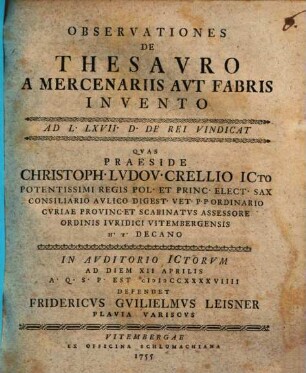 OBSERVATIONES
DE
THESAVRO
A MERCENARIIS AVT FABRIS
INVENTO
AD L· LXVII· D· DE REI VINDICAT
QVAS
PRAESIDE
CHRISTOPH·LVDOV·CRELLIO ICTO
POTENTISSIMI REGIS POL· ET PRINC· ELECT· SAX
CONSILIARIO AVLICO DIGEST· VET· P·P·ORDINARIO
CVRIAE PROVINC·ET SCABINATVS ASSESSORE
ORDINIS IVRIDICI VITEMBERGENSIS
H· T· DECANO
IN AVDITORIO ICTORVM
AD DIEM XII APRILIS
A· Q· S· P· EST
DEFENDET
FRIDERICVS GVILIELMVS LEISNER
PLAVIA VARISCVS
VITEMBERGAE
EX OFFICINA SCHLOMACHIANA
1755